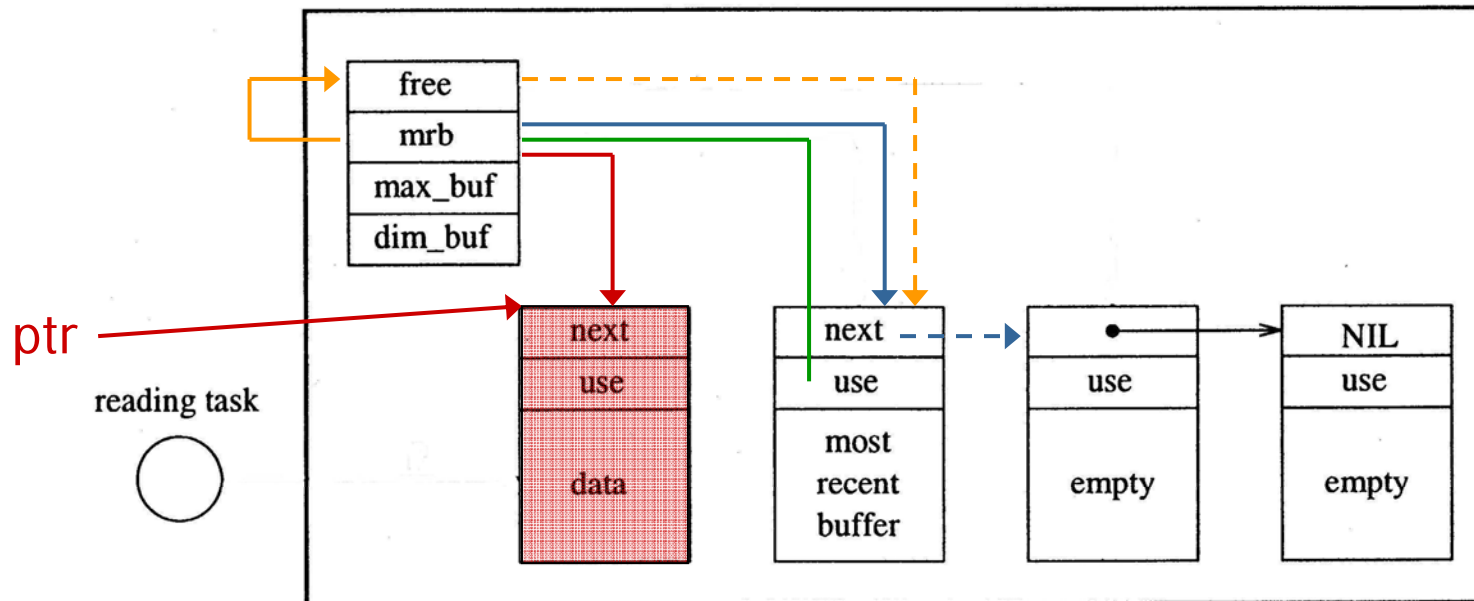 free
mrb
max_buf
dim_buf
ptr
reading task
next
use
data
next
use
most
recent
buffer
use
empty
NIL
use
empty